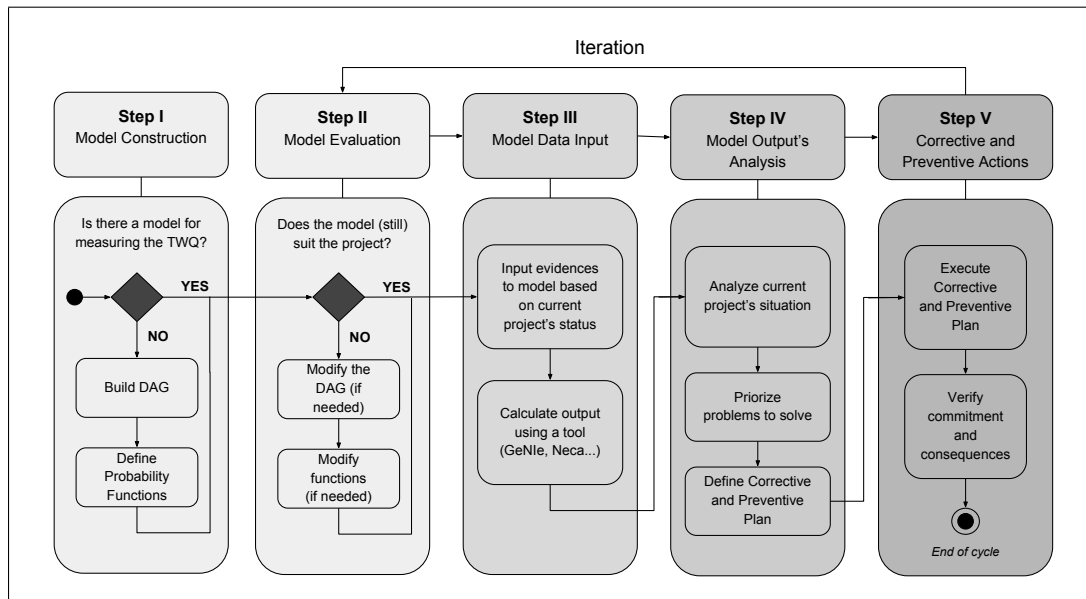 Iteration
Step I
Model Construction
Step II
Model Evaluation
Step III
Model Data Input
Step IV
Model Output's
Analysis
Step V
Corrective and
Preventive Actions
Is there a model for
measuring the TWQ?
YES
NO
Build DAG
Define
Probability
Functions
Does the model (still)
suit the project?
YES
NO
Modify the
DAG (if
needed)
Modify
functions
(if needed)
Input evidences
to model based
on current
project's status
Calculate output
using a tool
(GeNIe, Neca...)
Analyze current
project's situation
Priorize
problems to solve
Define Corrective
and Preventive
Plan
Execute
Corrective
and Preventive
Plan
Verify
commitment
and
consequences
End of cycle